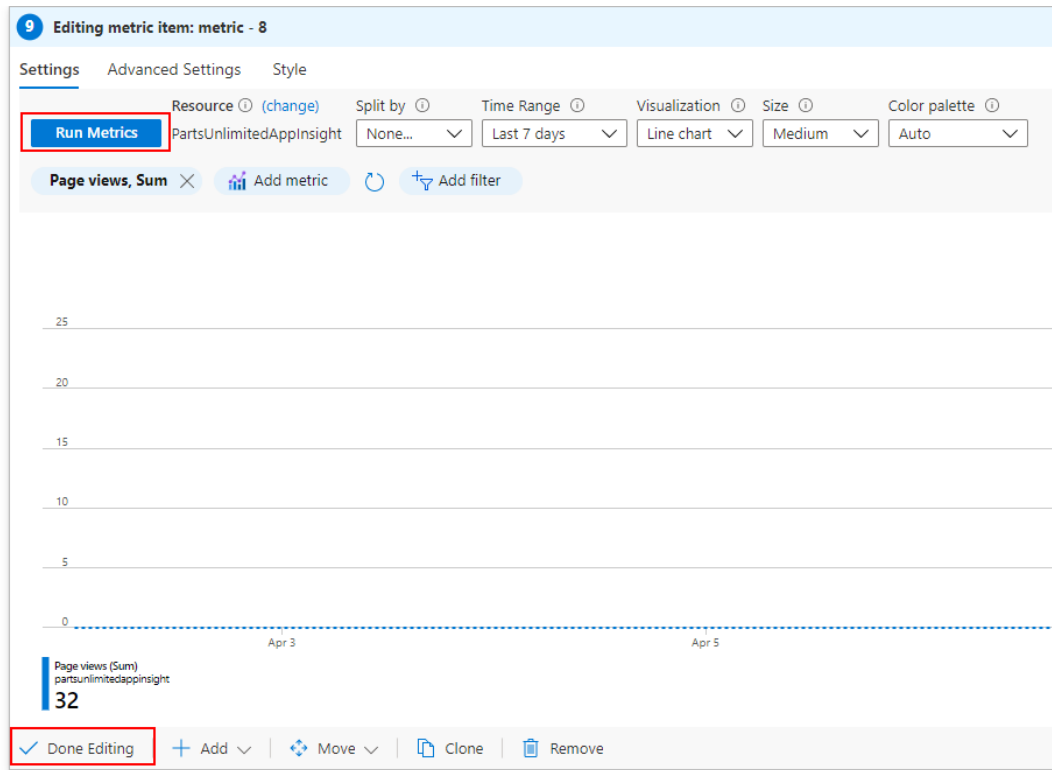 9 Editing metric item: metric - 8
Settings Advanced Settings Style
Resource (change) Split by Time Range Visualization Size Color palette
Run Metrics PartsUnlimitedAppInsight None... Last 7 days Line chart Medium Auto
Page views, Sum Add metric Add filter
25
20
15
10
5
0
Apr 3 Apr 5
Page views (Sum)
partsunlimitedappinsight
32
Done Editing Add Move Clone Remove